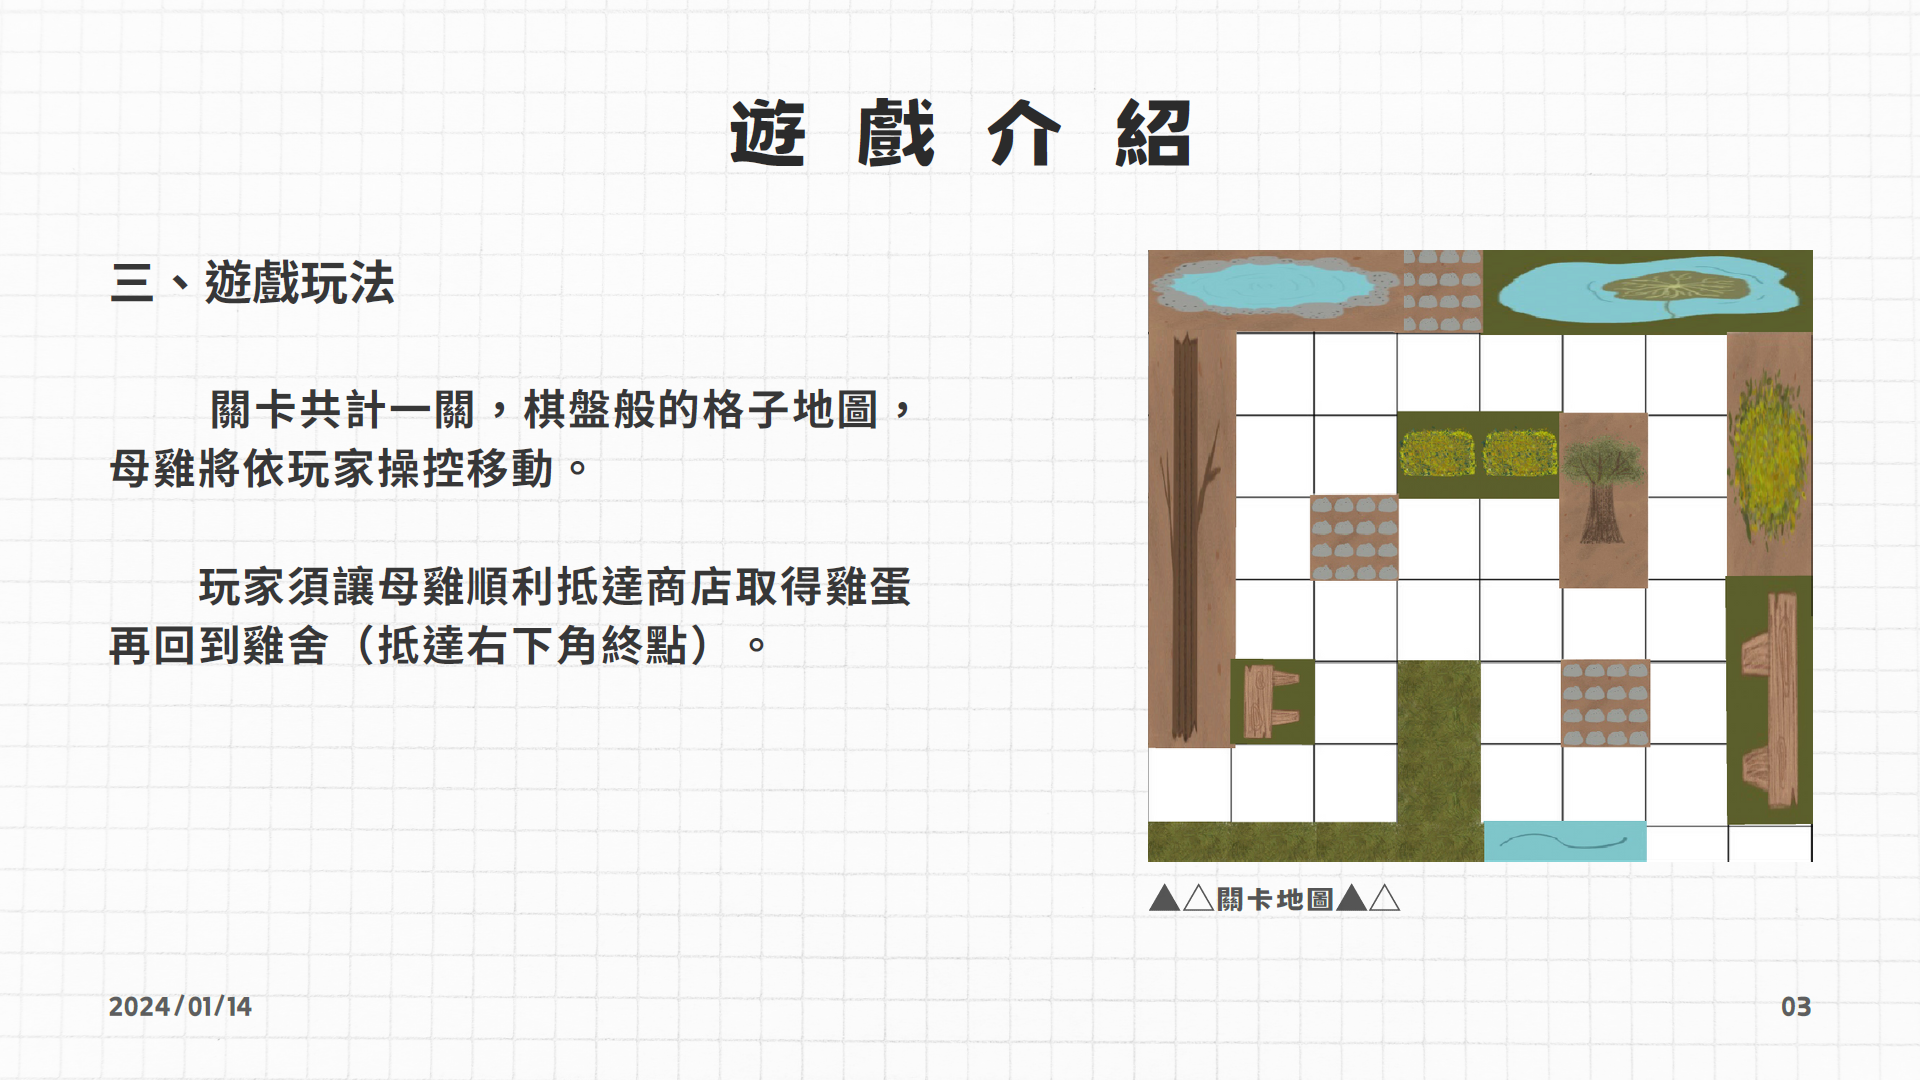 遊戲介紹
三、遊戲玩法
關卡共計一關，棋盤般的格子地圖，
母雞將依玩家操控移動。
玩家須讓母雞順利抵達商店取得雞蛋
再回到雞舍（抵達右下角終點）。
▲△關卡地圖▲△
2024/01/14
03